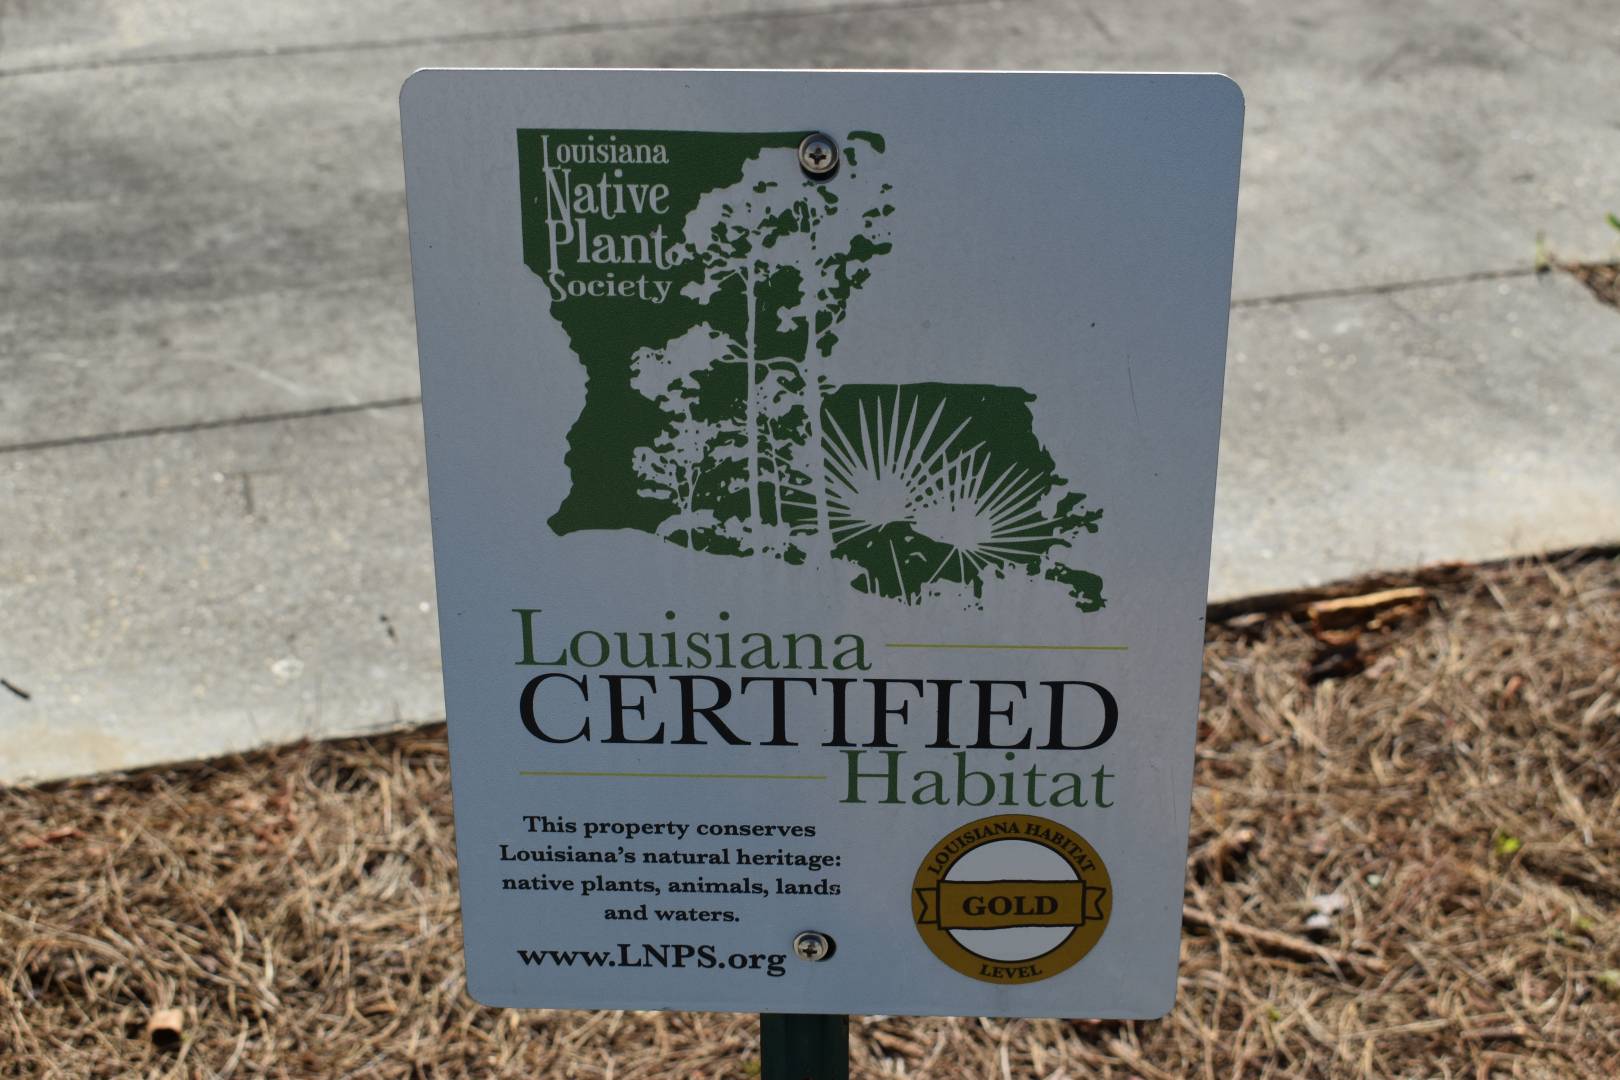 Louisiana
Native
Plant
Society
Louisiana
CERTIFIED
Habitat
This property conserves
Louisiana's natural heritage:
native plants, animals, lands
and waters.
www.LNPS.org
LOUISIANA HABITAT
GOLD
LEVEL